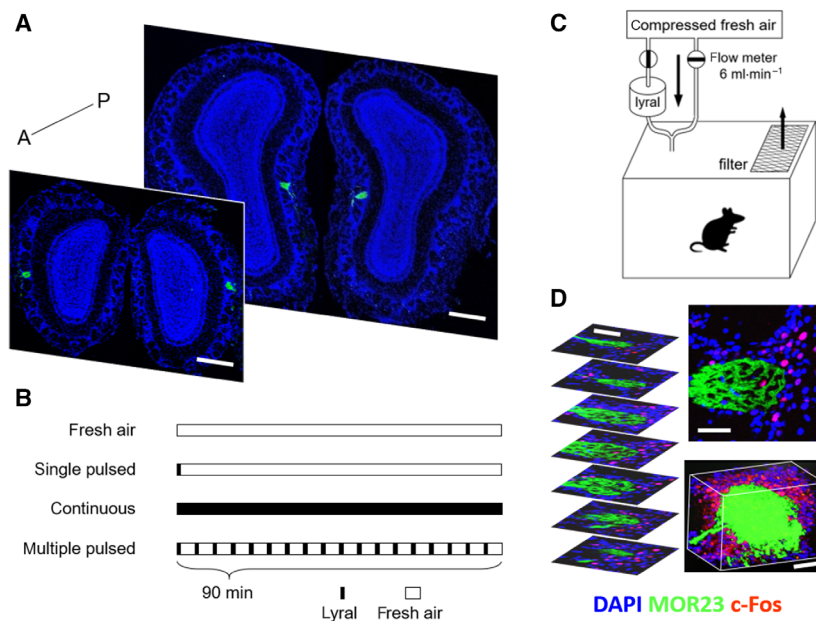 A
P
A
B
Fresh air
Single pulsed
Continuous
Multiple pulsed
90 min
Lyral
Fresh air
C
Compressed fresh air
Flow meter
6 ml·min⁻¹
lyral
filter
D
DAPI MOR23 c-Fos